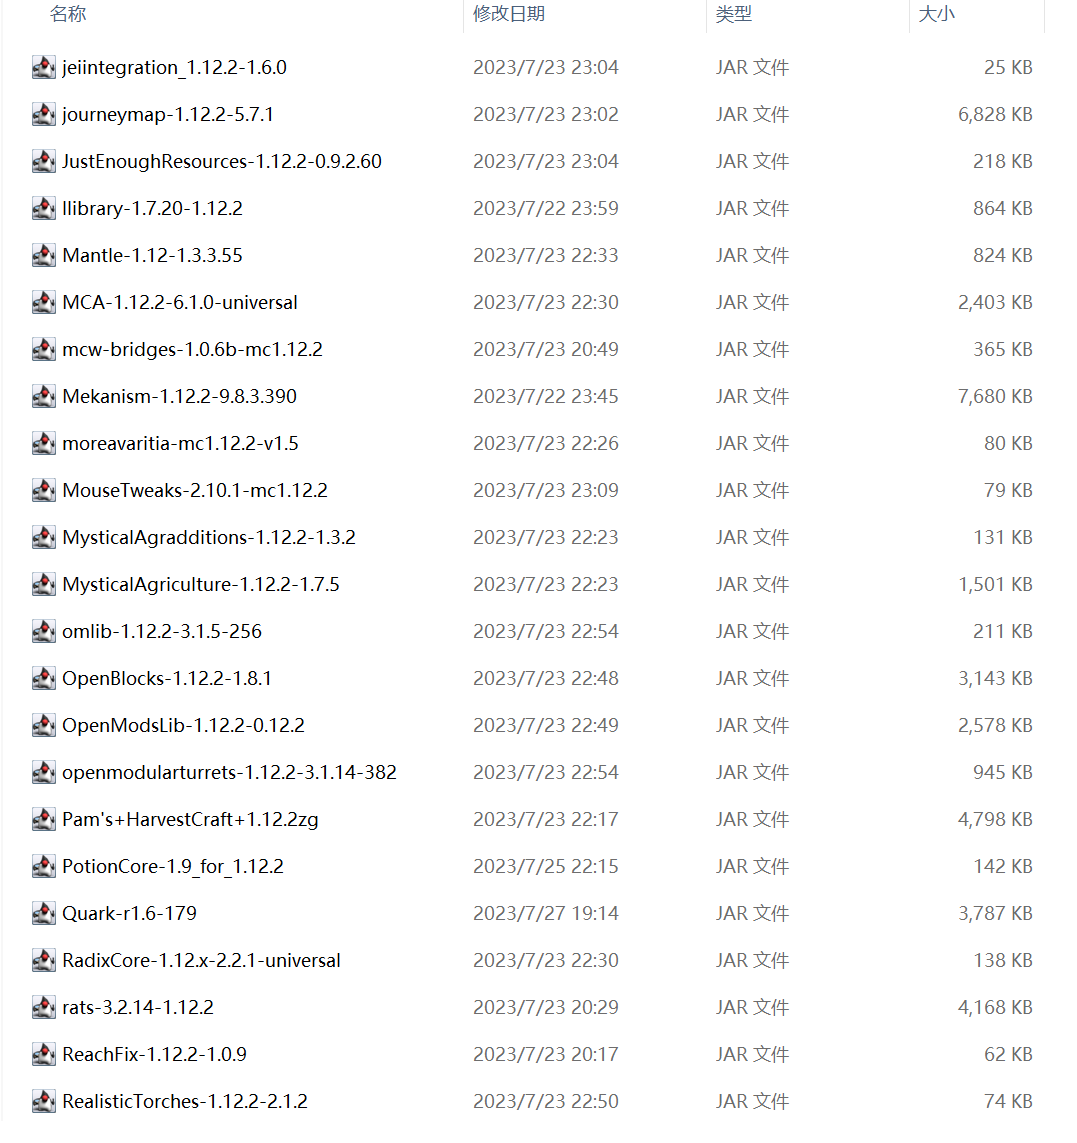 名称 修改日期 类型 大小
jeiintegration_1.12.2-1.6.0 2023/7/23 23:04 JAR 文件 25 KB
journeymap-1.12.2-5.7.1 2023/7/23 23:02 JAR 文件 6,828 KB
JustEnoughResources-1.12.2-0.9.2.60 2023/7/23 23:04 JAR 文件 218 KB
llibrary-1.7.20-1.12.2 2023/7/22 23:59 JAR 文件 864 KB
Mantle-1.12-1.3.3.55 2023/7/23 22:33 JAR 文件 824 KB
MCA-1.12.2-6.1.0-universal 2023/7/23 22:30 JAR 文件 2,403 KB
mcw-bridges-1.0.6b-mc1.12.2 2023/7/23 20:49 JAR 文件 365 KB
Mekanism-1.12.2-9.8.3.390 2023/7/22 23:45 JAR 文件 7,680 KB
moreavaritia-mc1.12.2-v1.5 2023/7/23 22:26 JAR 文件 80 KB
MouseTweaks-2.10.1-mc1.12.2 2023/7/23 23:09 JAR 文件 79 KB
MysticalAgradditions-1.12.2-1.3.2 2023/7/23 22:23 JAR 文件 131 KB
MysticalAgriculture-1.12.2-1.7.5 2023/7/23 22:23 JAR 文件 1,501 KB
omlib-1.12.2-3.1.5-256 2023/7/23 22:54 JAR 文件 211 KB
OpenBlocks-1.12.2-1.8.1 2023/7/23 22:48 JAR 文件 3,143 KB
OpenModsLib-1.12.2-0.12.2 2023/7/23 22:49 JAR 文件 2,578 KB
openmodularturrets-1.12.2-3.1.14-382 2023/7/23 22:54 JAR 文件 945 KB
Pam's+HarvestCraft+1.12.2zg 2023/7/23 22:17 JAR 文件 4,798 KB
PotionCore-1.9_for_1.12.2 2023/7/25 22:15 JAR 文件 142 KB
Quark-r1.6-179 2023/7/27 19:14 JAR 文件 3,787 KB
RadixCore-1.12.x-2.2.1-universal 2023/7/23 22:30 JAR 文件 138 KB
rats-3.2.14-1.12.2 2023/7/23 20:29 JAR 文件 4,168 KB
ReachFix-1.12.2-1.0.9 2023/7/23 20:17 JAR 文件 62 KB
RealisticTorches-1.12.2-2.1.2 2023/7/23 22:50 JAR 文件 74 KB